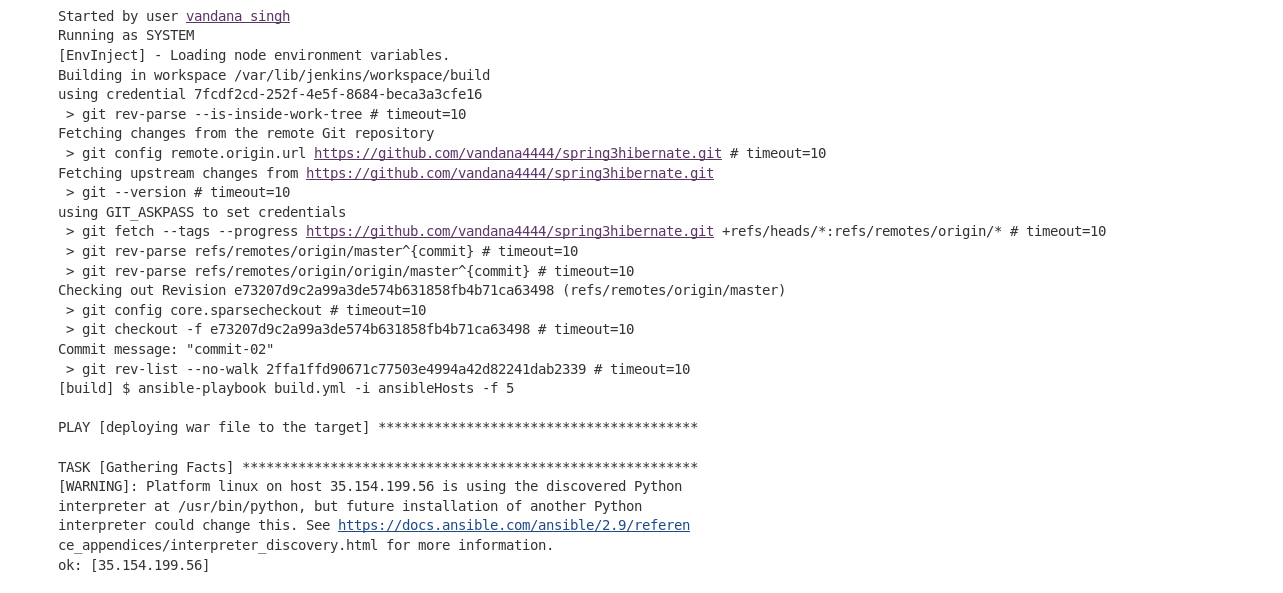 Started by user vandana singh
Running as SYSTEM
[EnvInject] - Loading node environment variables.
Building in workspace /var/lib/jenkins/workspace/build
using credential 7fcdf2cd-252f-4e5f-8684-beca3a3cfe16
 > git rev-parse --is-inside-work-tree # timeout=10
Fetching changes from the remote Git repository
 > git config remote.origin.url https://github.com/vandana4444/spring3hibernate.git # timeout=10
Fetching upstream changes from https://github.com/vandana4444/spring3hibernate.git
 > git --version # timeout=10
using GIT_ASKPASS to set credentials
 > git fetch --tags --progress https://github.com/vandana4444/spring3hibernate.git +refs/heads/*:refs/remotes/origin/* # timeout=10
 > git rev-parse refs/remotes/origin/master^{commit} # timeout=10
 > git rev-parse refs/remotes/origin/origin/master^{commit} # timeout=10
Checking out Revision e73207d9c2a99a3de574b631858fb4b71ca63498 (refs/remotes/origin/master)
 > git config core.sparsecheckout # timeout=10
 > git checkout -f e73207d9c2a99a3de574b631858fb4b71ca63498 # timeout=10
Commit message: "commit-02"
 > git rev-list --no-walk 2ffa1ffd90671c77503e4994a42d82241dab2339 # timeout=10
[build] $ ansible-playbook build.yml -i ansibleHosts -f 5
PLAY [deploying war file to the target] ****************************************
TASK [Gathering Facts] *********************************************************
[WARNING]: Platform linux on host 35.154.199.56 is using the discovered Python
interpreter at /usr/bin/python, but future installation of another Python
interpreter could change this. See https://docs.ansible.com/ansible/2.9/referen
ce_appendices/interpreter_discovery.html for more information.
ok: [35.154.199.56]